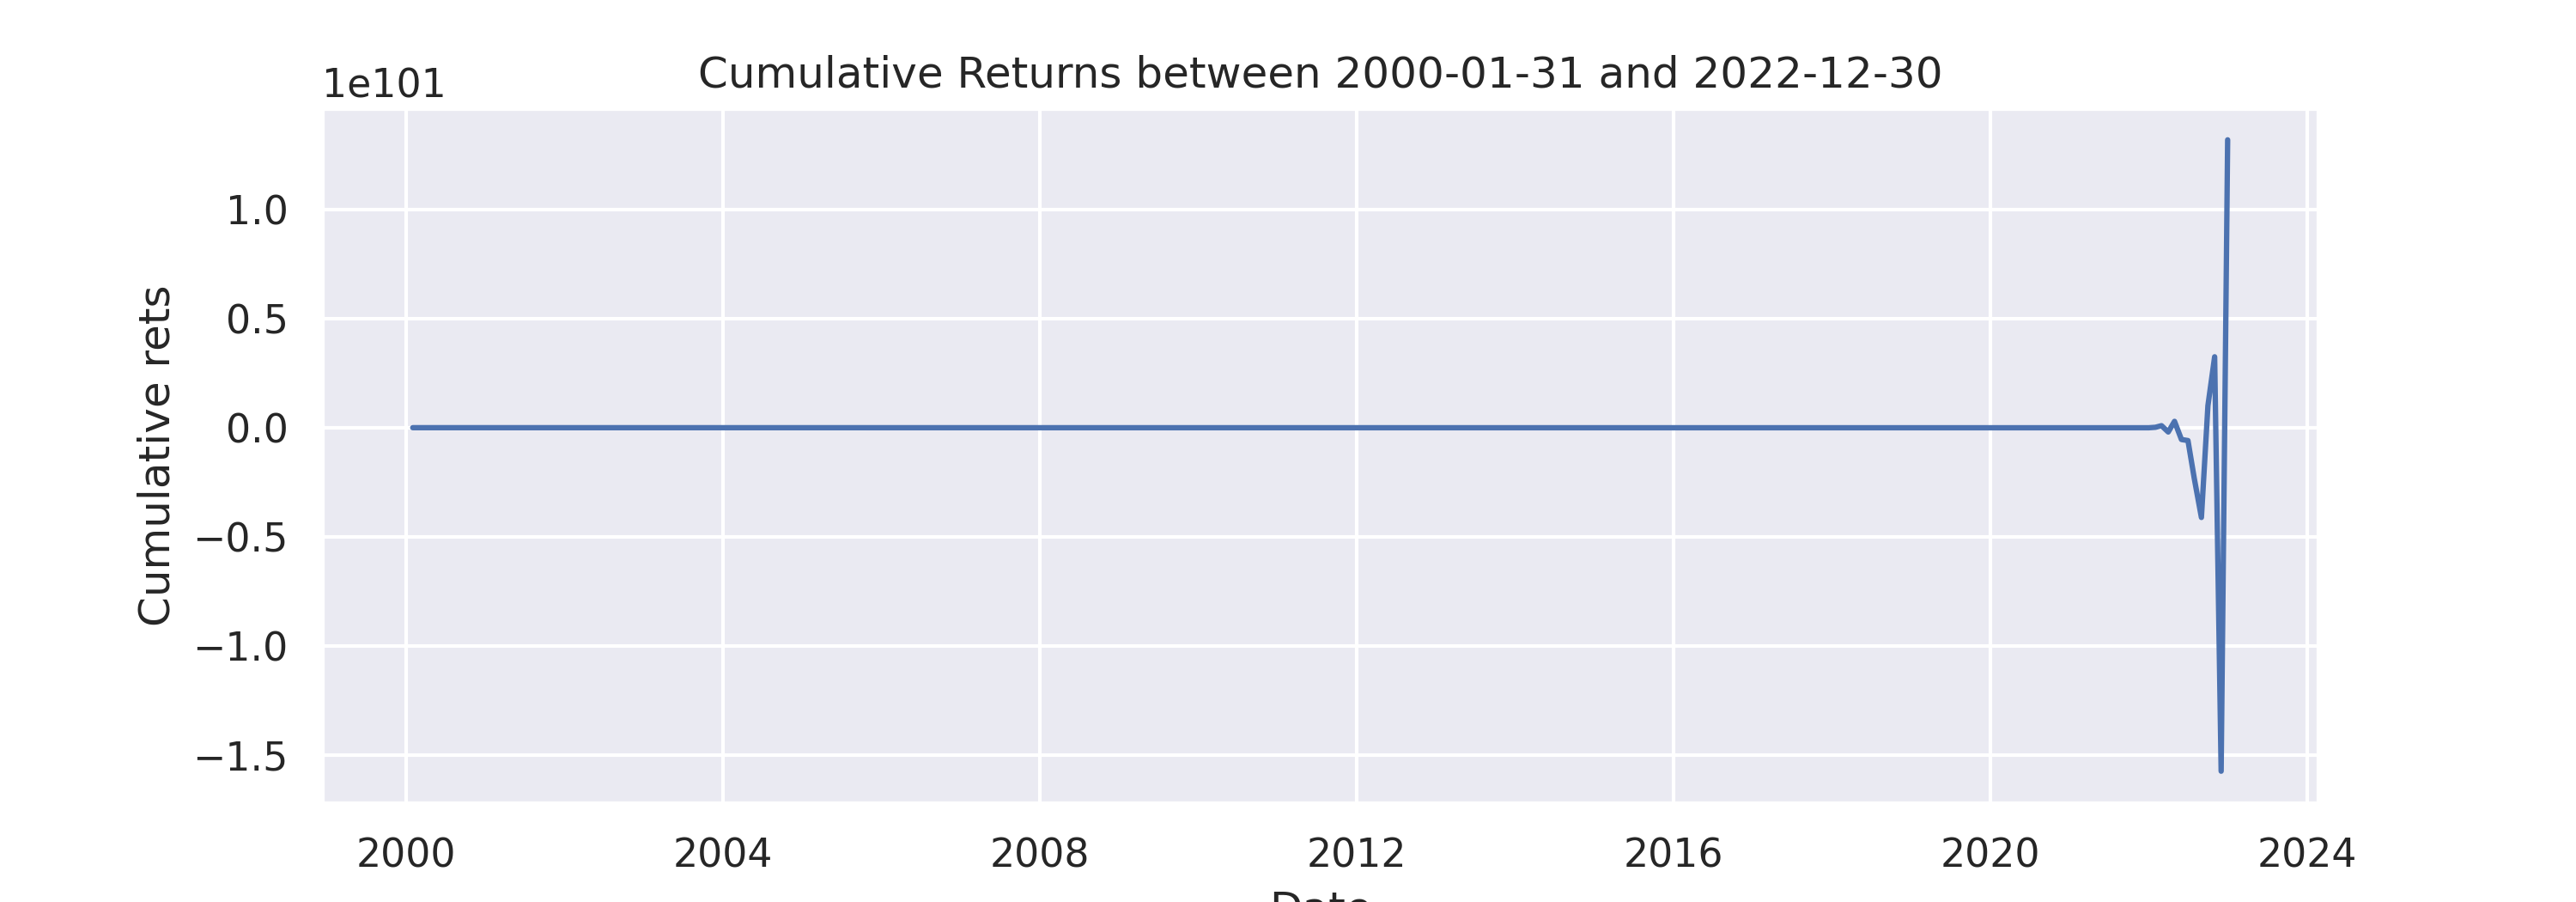 Cumulative Returns between 2000-01-31 and 2022-12-30
1e101
1.0
0.5
0.0
−0.5
−1.0
−1.5
Cumulative rets
2000 2004 2008 2012 2016 2020 2024
Date